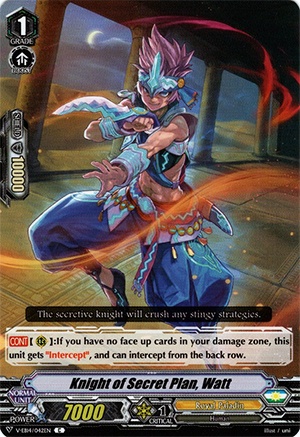 1
GRADE
BOOST
10000
SHIELD
The secretive knight will crush any stingy strategies.
CONT [ ]:If you have no face up cards in your damage zone, this
unit gets "Intercept", and can intercept from the back row.
Knight of Secret Plan, Watt
NORMAL
UNIT
POWER
7000
1
CRITICAL
Royal Paladin
Human
V-EB14/042EN C
illust / umi